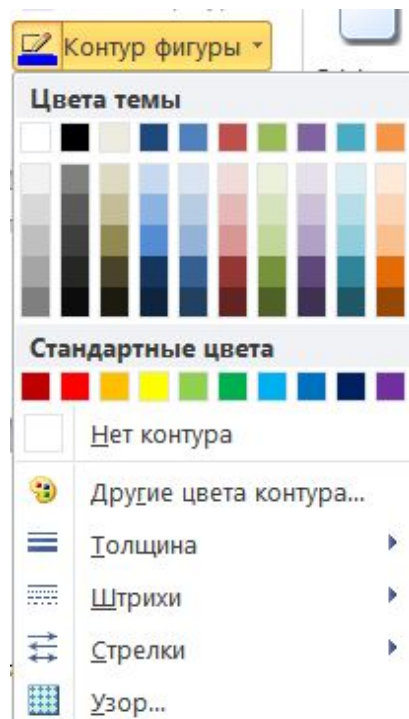 Контур фигуры
Цвета темы
Стандартные цвета
Нет контура
Другие цвета контура...
Толщина
Штрихи
Стрелки
Узор...